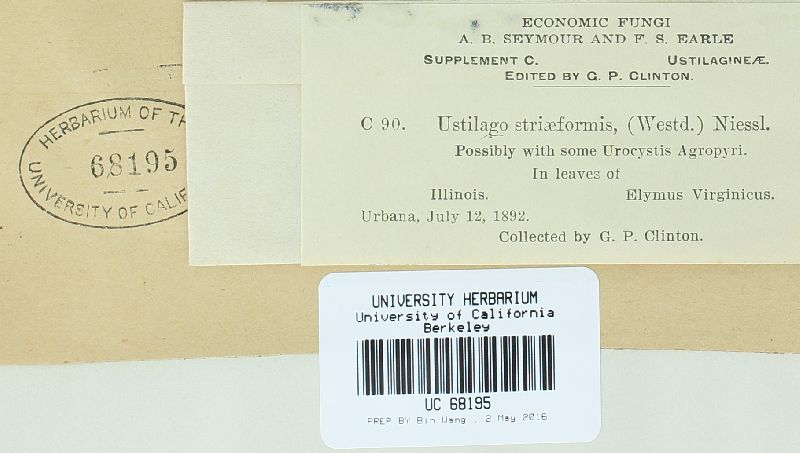 ECONOMIC FUNGI
A. B. SEYMOUR AND F. S. EARLE
SUPPLEMENT C. USTILAGINEÆ.
EDITED BY G. P. CLINTON.
C 90. Ustilago striæformis, (Westd.) Niessl.
Possibly with some Urocystis Agropyri.
In leaves of
Illinois. Elymus Virginicus.
Urbana, July 12, 1892.
Collected by G. P. Clinton.
HERBARIUM OF TH
68195
UNIVERSITY OF CALIF
UNIVERSITY HERBARIUM
University of California
Berkeley
UC 68195
PREP BY Bin Wang , 2 May 2016